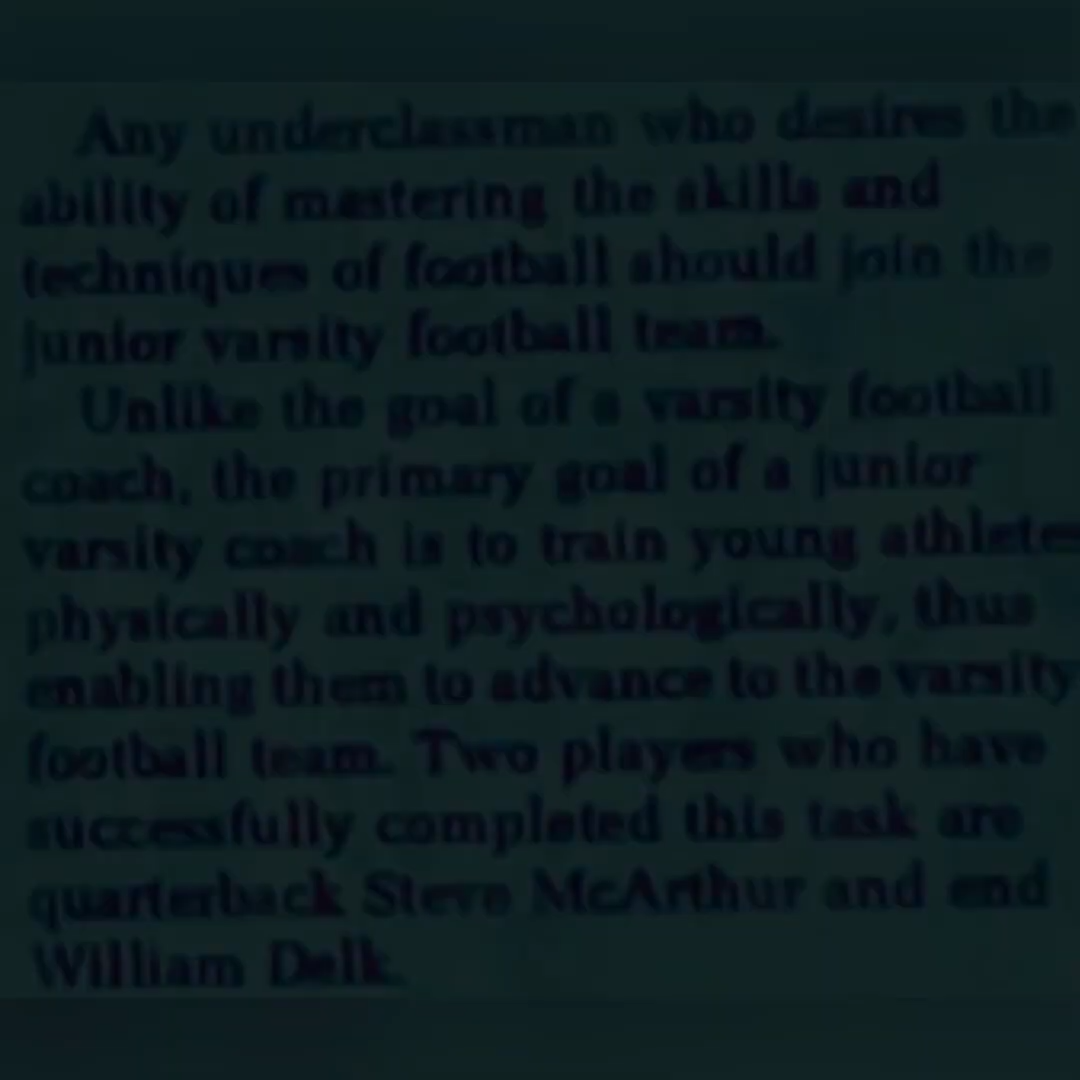 Any underclassman who desires the
ability of mastering the skills and
techniques of football should join the
junior varsity football team.
Unlike the goal of a varsity football
coach, the primary goal of a junior
varsity coach is to train young athletes
physically and psychologically, thus
enabling them to advance to the varsity
football team. Two players who have
successfully completed this task are
quarterback Steve McArthur and end
William Delk.